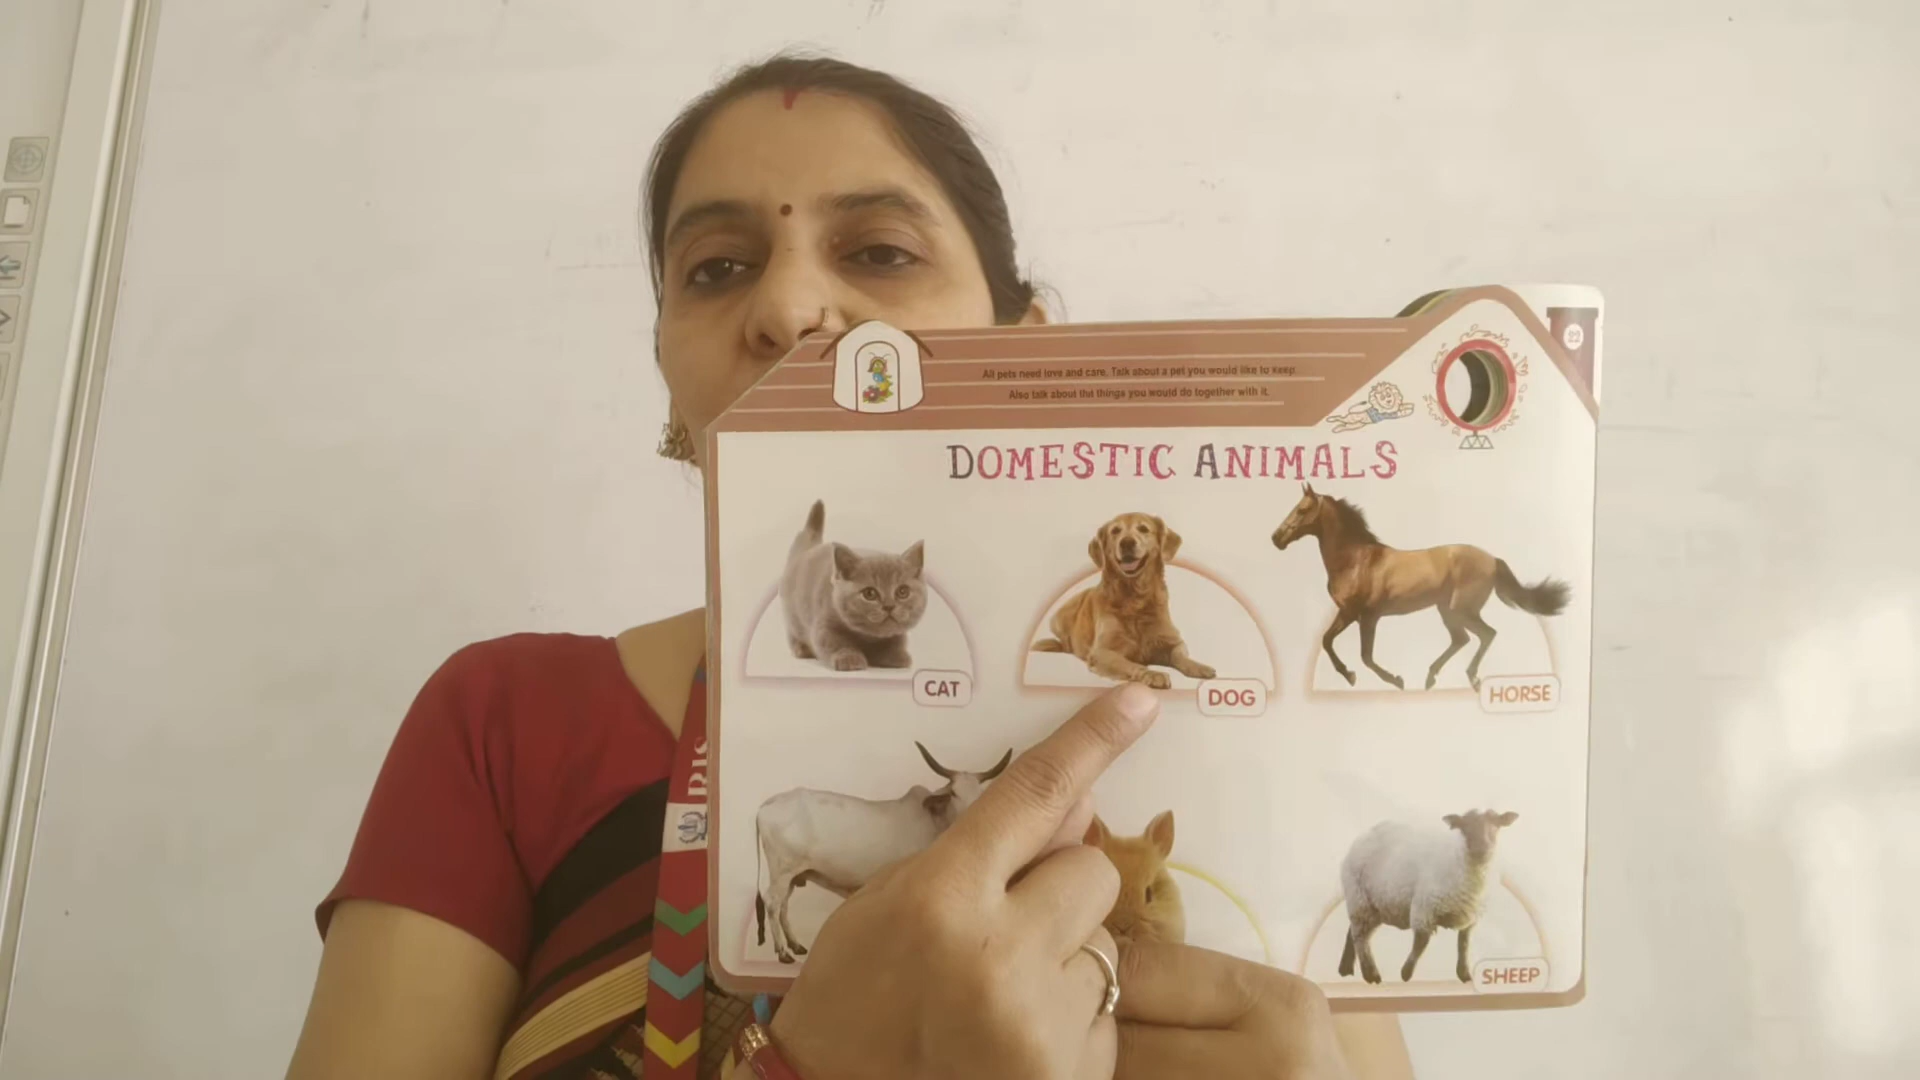 All pets need love and care. Talk about a pet you would like to keep.
Also talk about the things you would do together with it.
22
DOMESTIC ANIMALS
CAT
DOG
HORSE
SHEEP